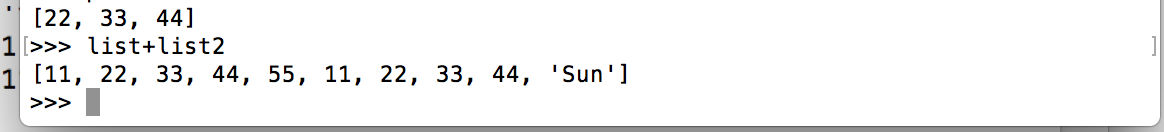 [22, 33, 44]
[>>> list+list2 ]
[11, 22, 33, 44, 55, 11, 22, 33, 44, 'Sun']
>>>